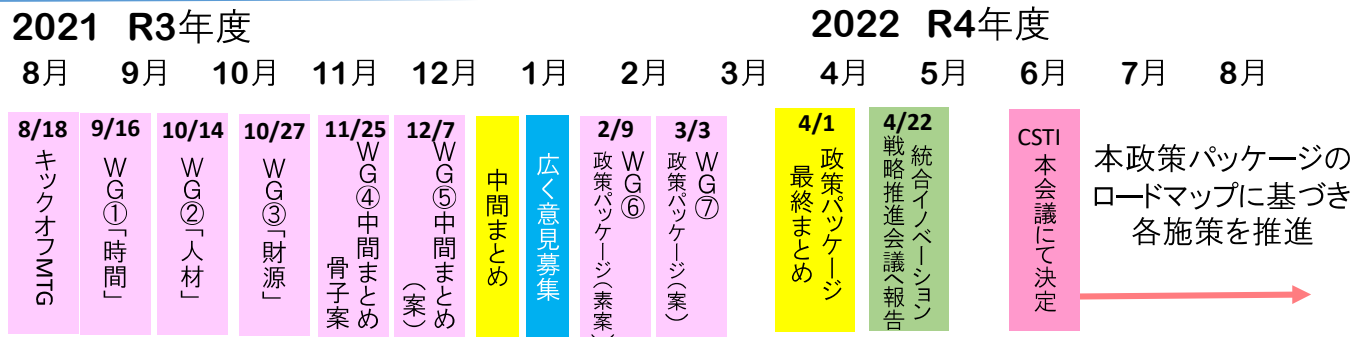 2021 R3年度
2022 R4年度
8月 9月 10月 11月 12月 1月 2月 3月 4月 5月 6月 7月 8月
8/18
キックオフMTG
9/16
WG①「時間」
10/14
WG②「人材」
10/27
WG③「財源」
11/25
WG④中間まとめ
骨子案
12/7
WG⑤中間まとめ
（案）
中間まとめ
広く意見募集
2/9
WG⑥
政策パッケージ（素案）
3/3
WG⑦
政策パッケージ（案）
4/1
政策パッケージ
最終まとめ
4/22
統合イノベーション
戦略推進会議へ報告
CSTI
本会議にて決定
本政策パッケージの
ロードマップに基づき
各施策を推進